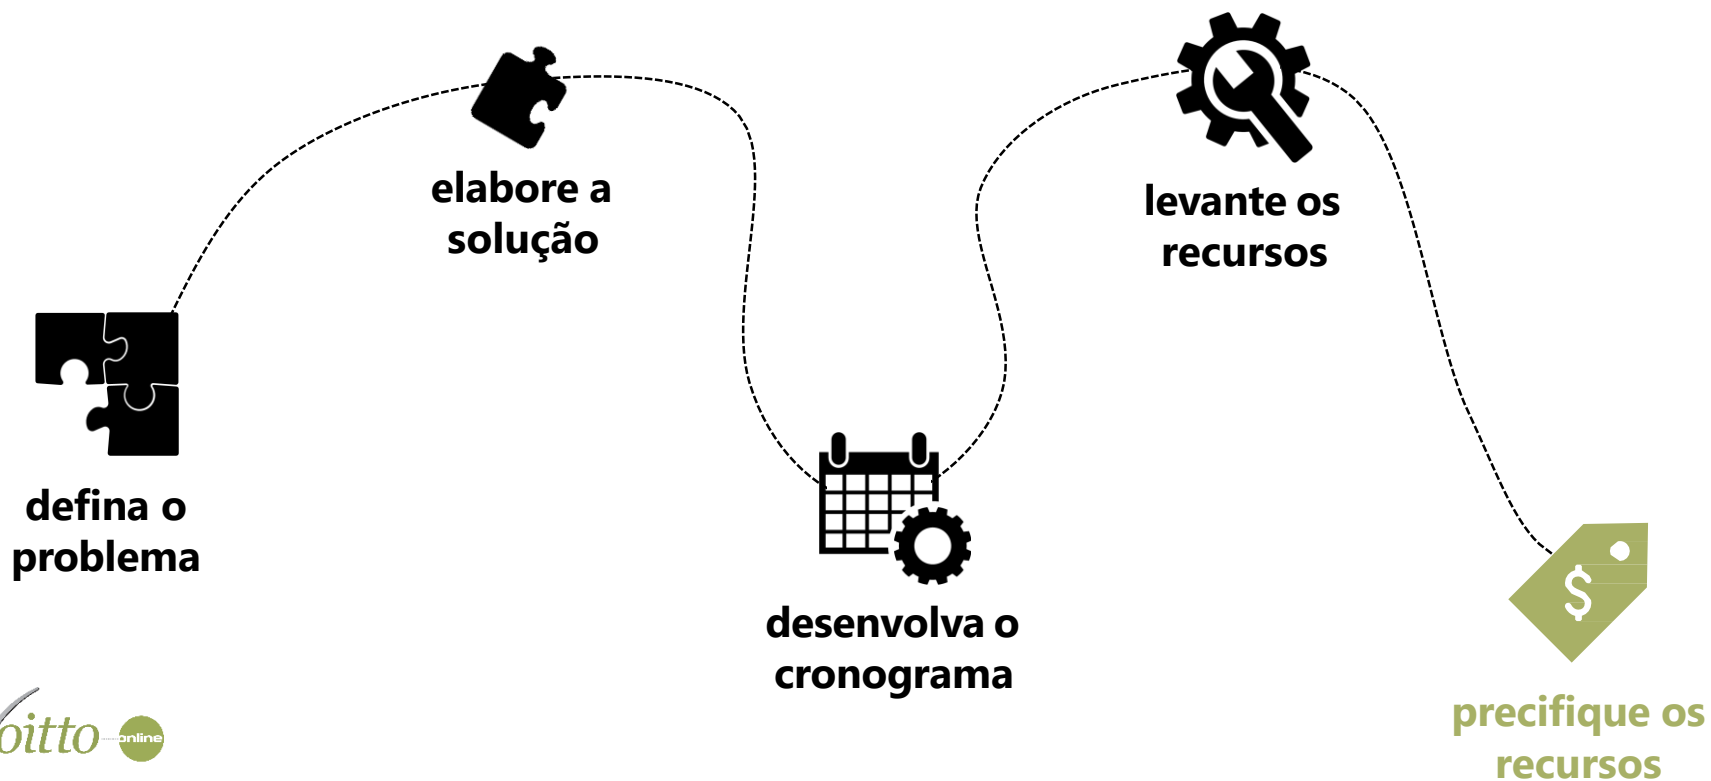 defina o
problema
elabore a
solução
desenvolva o
cronograma
levante os
recursos
$
precifique os
recursos
oitto online